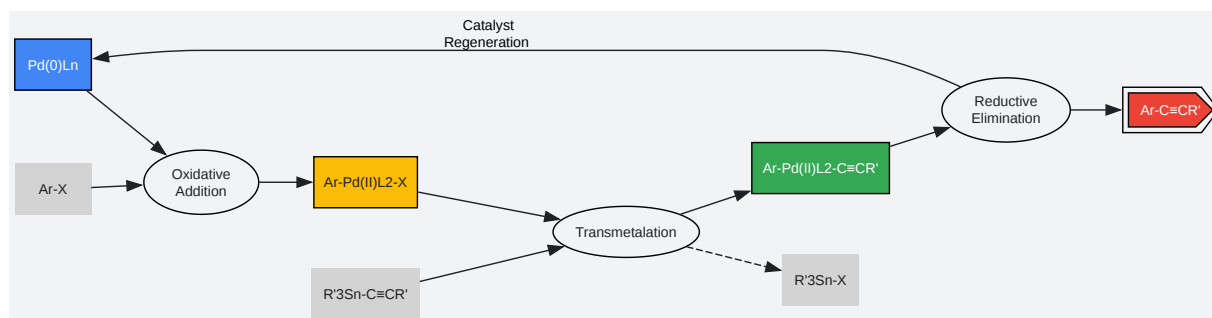 Catalyst
Regeneration
Pd(0)Ln
Reductive
Elimination
Ar-C≡CR'
Ar-X
Oxidative
Addition
Ar-Pd(II)L2-X
Ar-Pd(II)L2-C≡CR'
Transmetalation
R'3Sn-C≡CR'
R'3Sn-X